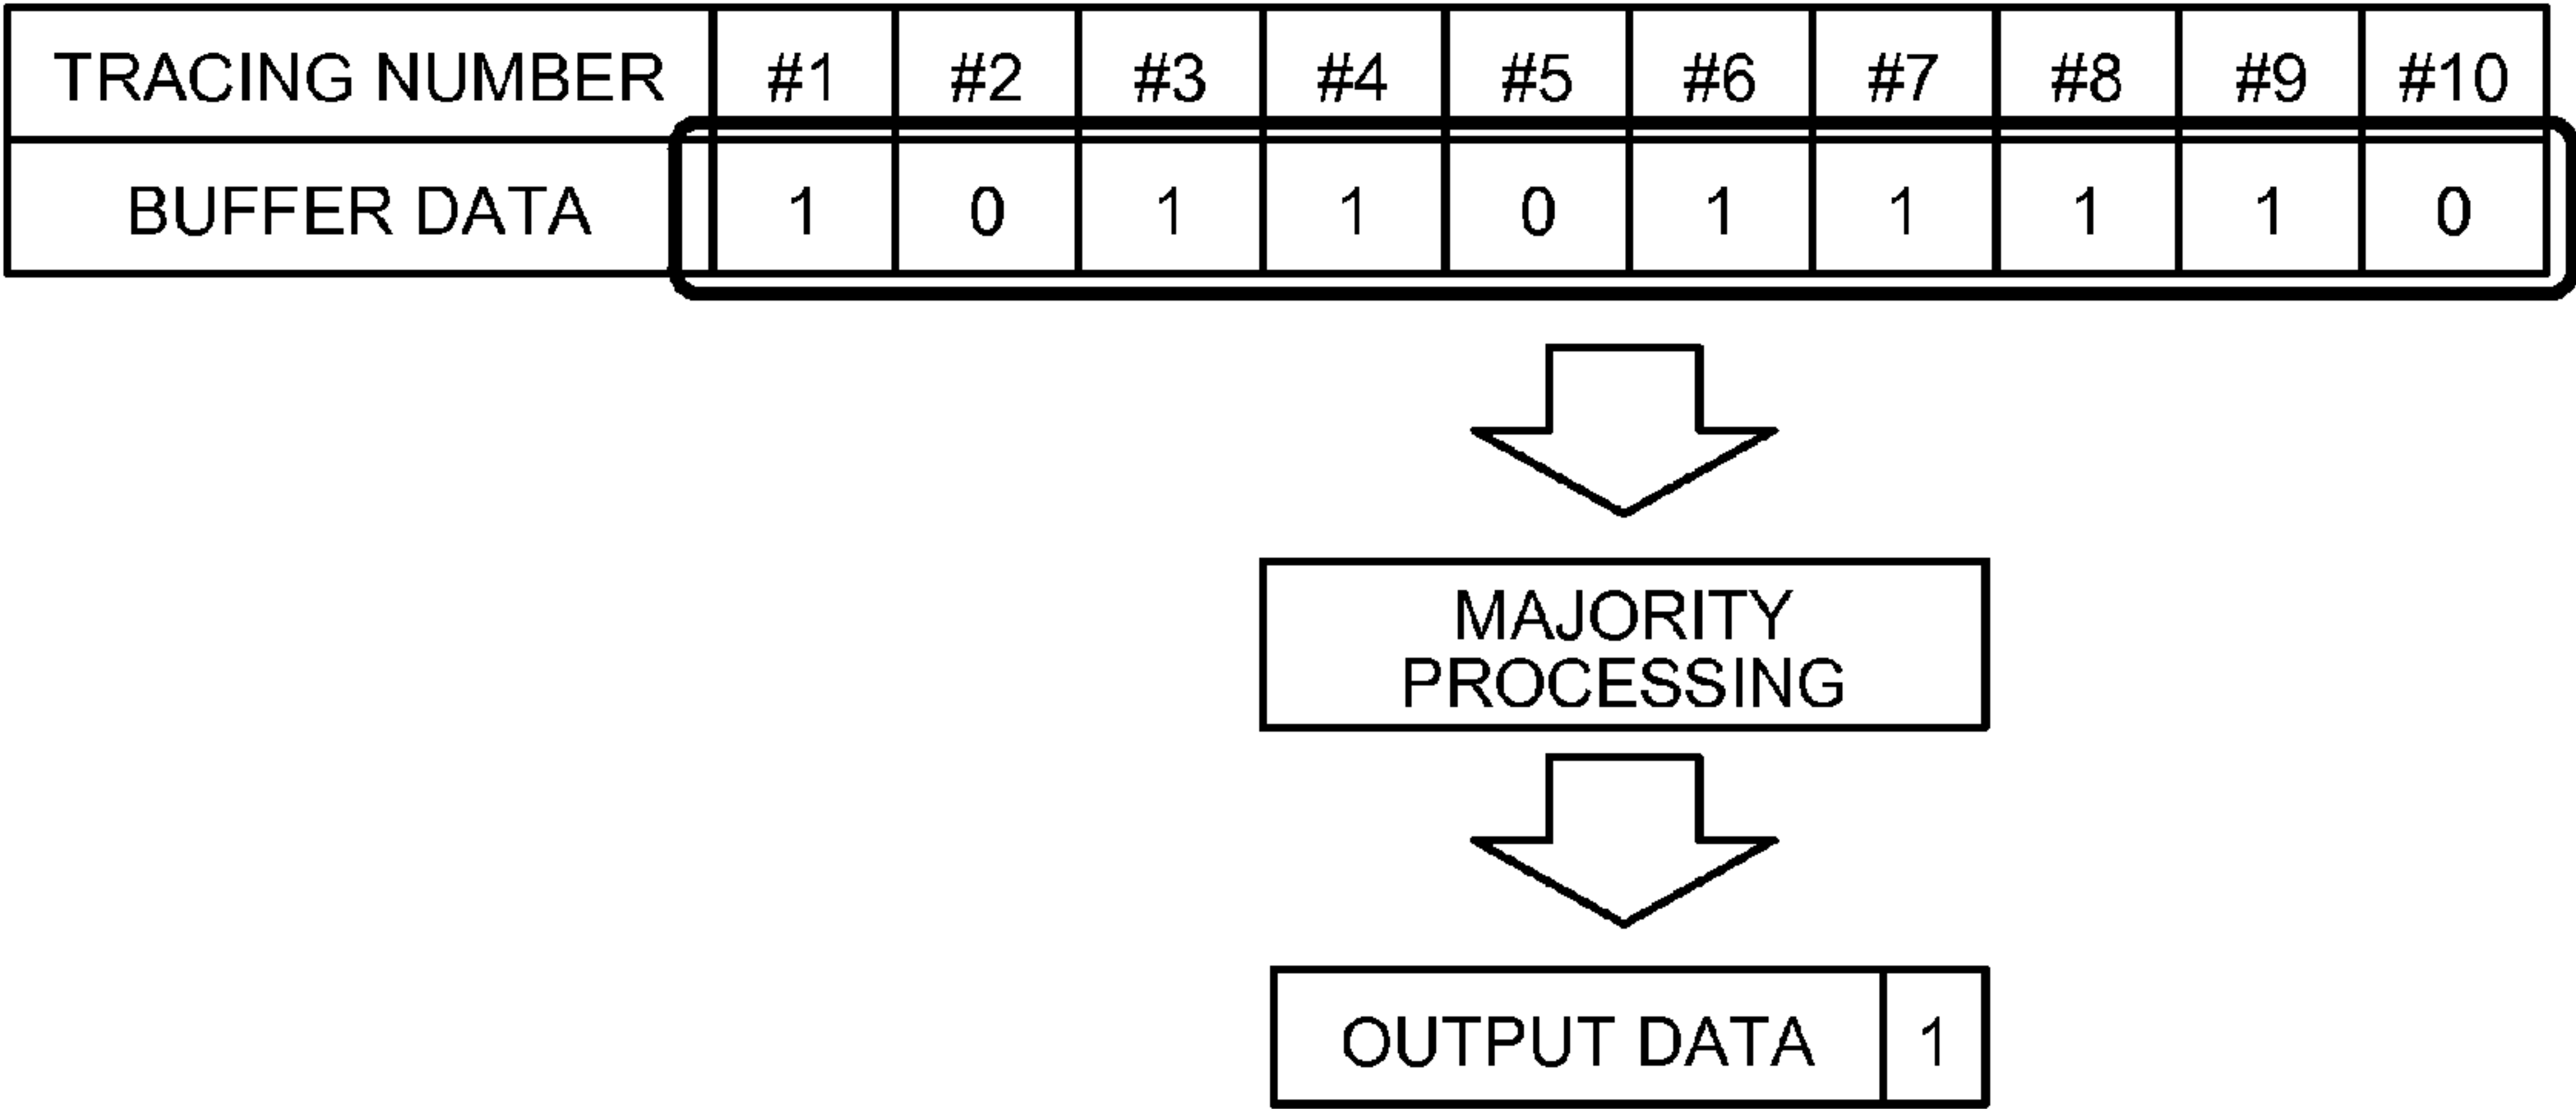 TRACING NUMBER #1 #2 #3 #4 #5 #6 #7 #8 #9 #10
BUFFER DATA 1 0 1 1 0 1 1 1 1 0
MAJORITY
PROCESSING
OUTPUT DATA 1